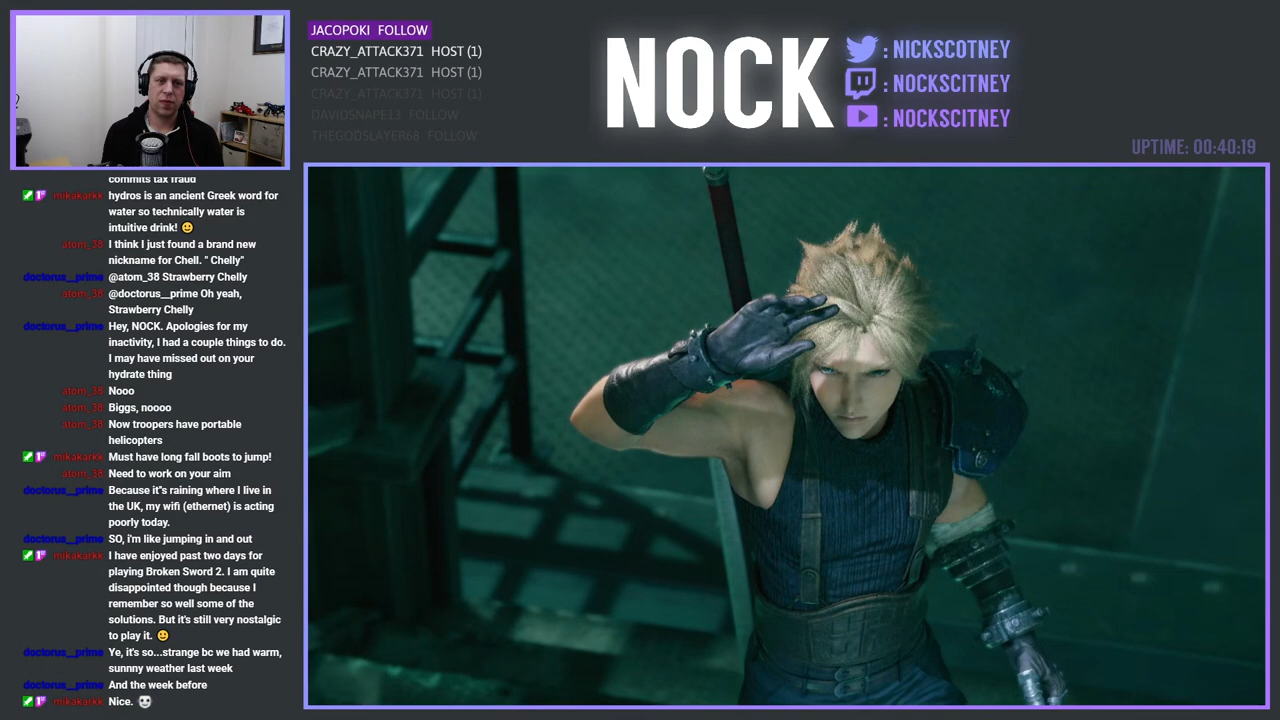 JACOPOKI FOLLOW
CRAZY_ATTACK371 HOST (1)
CRAZY_ATTACK371 HOST (1)
CRAZY_ATTACK371 HOST (1)
DAVIDSNAPE13 FOLLOW
THEGODSLAYER68 FOLLOW
NOCK
: NICKSCOTNEY
: NOCKSCITNEY
: NOCKSCITNEY
UPTIME: 00:40:19
commits tax fraud
mikakarkk hydros is an ancient Greek word for
water so technically water is
intuitive drink! 🙂
atom_38 I think I just found a brand new
nickname for Chell. " Chelly"
doctorus__prime @atom_38 Strawberry Chelly
atom_38 @doctorus__prime Oh yeah,
Strawberry Chelly
doctorus__prime Hey, NOCK. Apologies for my
inactivity, I had a couple things to do.
I may have missed out on your
hydrate thing
atom_38 Nooo
atom_38 Biggs, noooo
atom_38 Now troopers have portable
helicopters
mikakarkk Must have long fall boots to jump!
atom_38 Need to work on your aim
doctorus__prime Because it"s raining where I live in
the UK, my wifi (ethernet) is acting
poorly today.
doctorus__prime SO, i'm like jumping in and out
mikakarkk I have enjoyed past two days for
playing Broken Sword 2. I am quite
disappointed though because I
remember so well some of the
solutions. But it's still very nostalgic
to play it. 🙂
doctorus__prime Ye, it's so...strange bc we had warm,
sunnny weather last week
doctorus__prime And the week before
mikakarkk Nice.